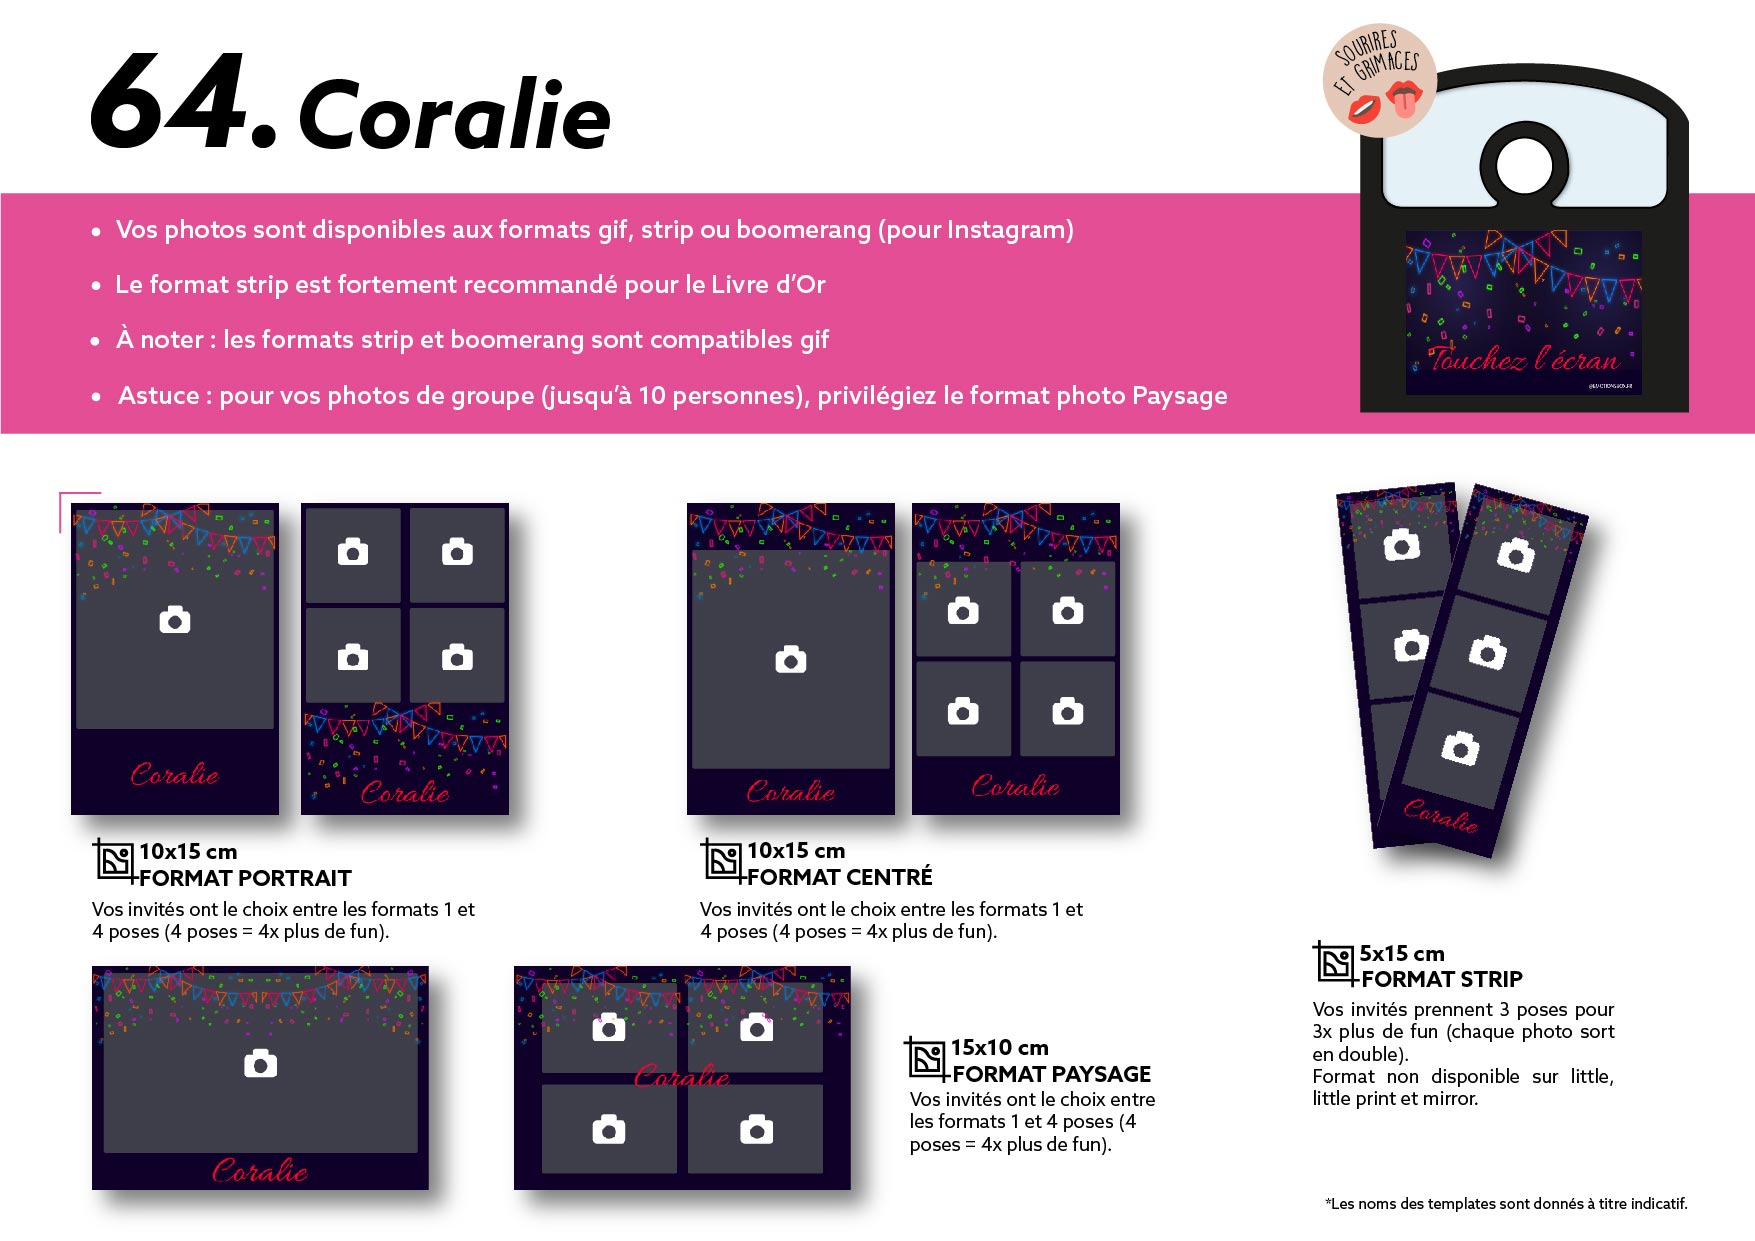 64. Coralie
SOURIRES
ET GRIMACES
• Vos photos sont disponibles aux formats gif, strip ou boomerang (pour Instagram)
• Le format strip est fortement recommandé pour le Livre d’Or
• À noter : les formats strip et boomerang sont compatibles gif
• Astuce : pour vos photos de groupe (jusqu’à 10 personnes), privilégiez le format photo Paysage
Touchez l'écran
Coralie
Coralie
10x15 cm
FORMAT PORTRAIT
Vos invités ont le choix entre les formats 1 et
4 poses (4 poses = 4x plus de fun).
Coralie
Coralie
10x15 cm
FORMAT CENTRÉ
Vos invités ont le choix entre les formats 1 et
4 poses (4 poses = 4x plus de fun).
Coralie
5x15 cm
FORMAT STRIP
Vos invités prennent 3 poses pour
3x plus de fun (chaque photo sort
en double).
Format non disponible sur little,
little print et mirror.
Coralie
Coralie
15x10 cm
FORMAT PAYSAGE
Vos invités ont le choix entre
les formats 1 et 4 poses (4
poses = 4x plus de fun).
*Les noms des templates sont donnés à titre indicatif.